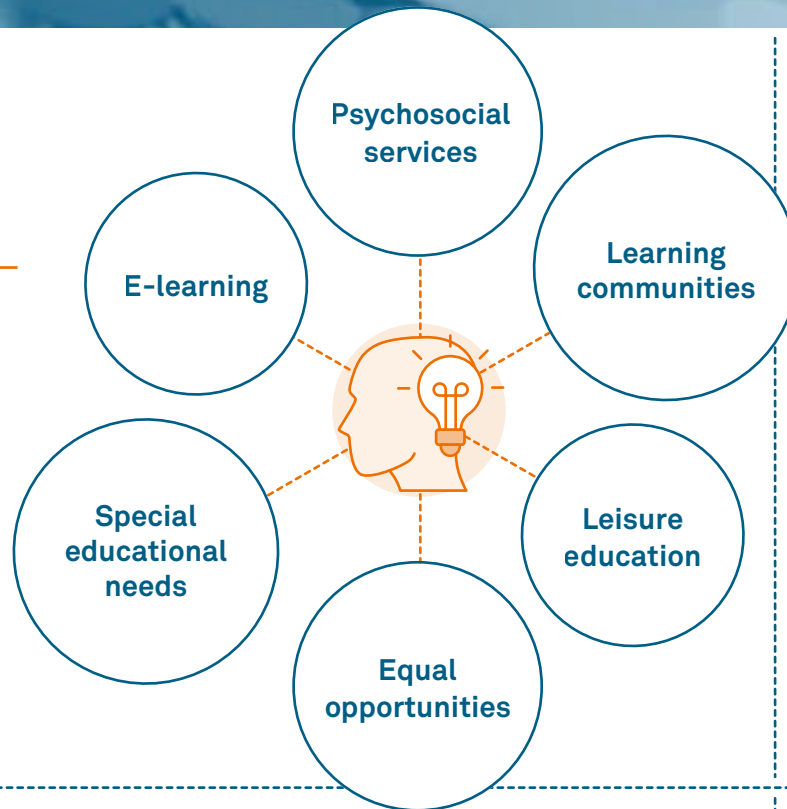 Psychosocial
services
Learning
communities
E-learning
Special
educational
needs
Leisure
education
Equal
opportunities